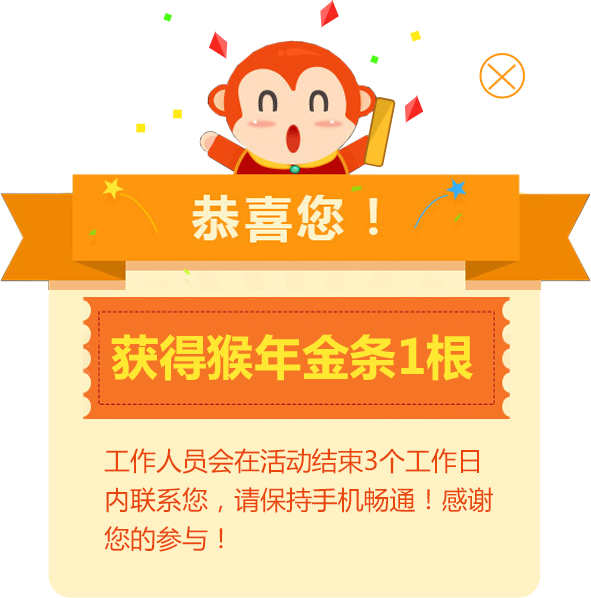 恭喜您！
获得猴年金条1根
工作人员会在活动结束3个工作日
内联系您，请保持手机畅通！感谢
您的参与！